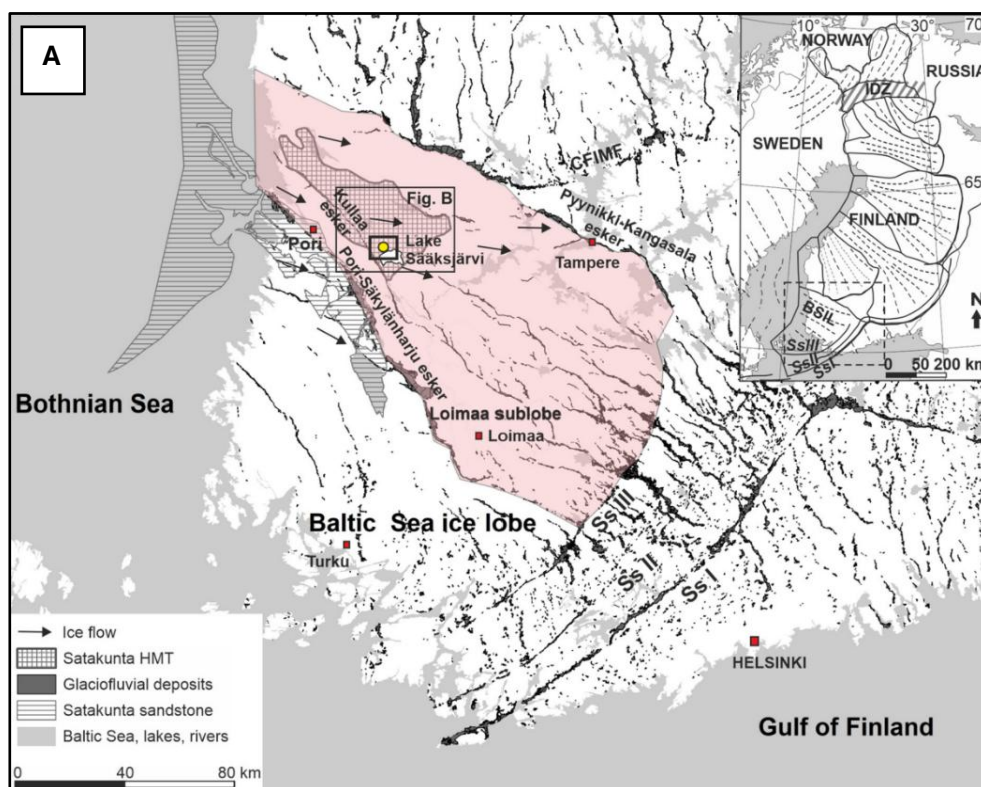 A
CFIMF
Fig. B
Kullaa
esker
Pori
Lake
Sääksjärvi
Pyynikki-Kangasala
esker
Tampere
Pori-Säkylänharju esker
Bothnian Sea
Loimaa sublobe
Loimaa
Baltic Sea ice lobe
Turku
Ss III
Ss II
Ss I
HELSINKI
Gulf of Finland
Ice flow
Satakunta HMT
Glaciofluvial deposits
Satakunta sandstone
Baltic Sea, lakes, rivers
0 40 80 km
10° 30° 70
NORWAY
RUSSIA
IDZ
SWEDEN
65
FINLAND
BSIL
SsIII
SsII
SsI
N
0 50 200 km